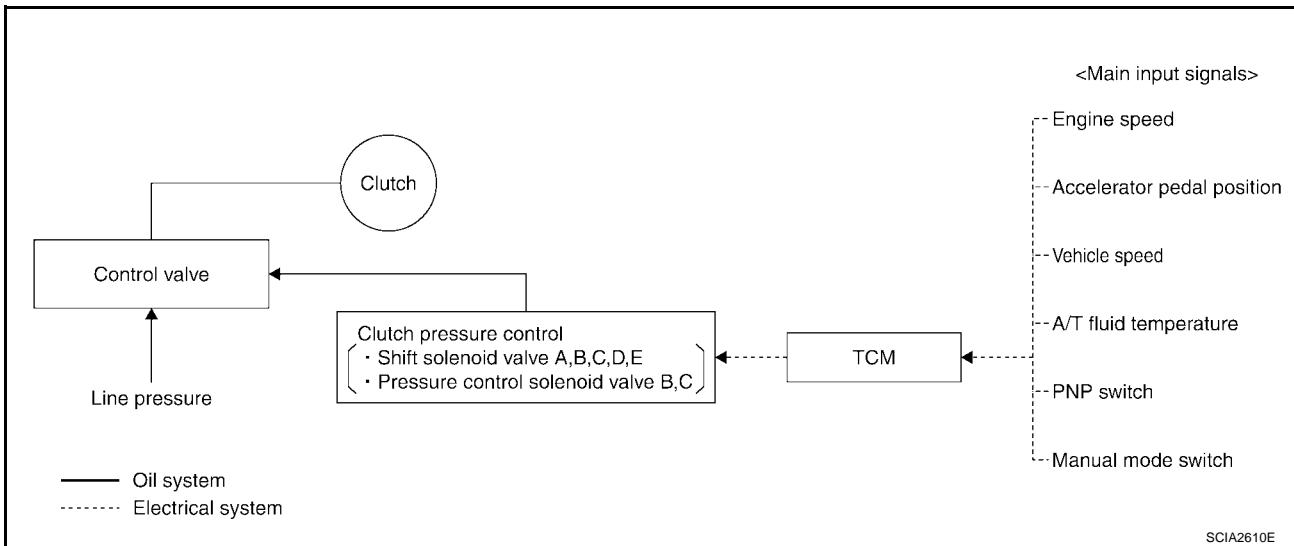 <Main input signals>
Engine speed
Accelerator pedal position
Vehicle speed
A/T fluid temperature
PNP switch
Manual mode switch
Clutch
Control valve
Line pressure
Clutch pressure control
・Shift solenoid valve A,B,C,D,E
・Pressure control solenoid valve B,C
TCM
Oil system
Electrical system
SCIA2610E